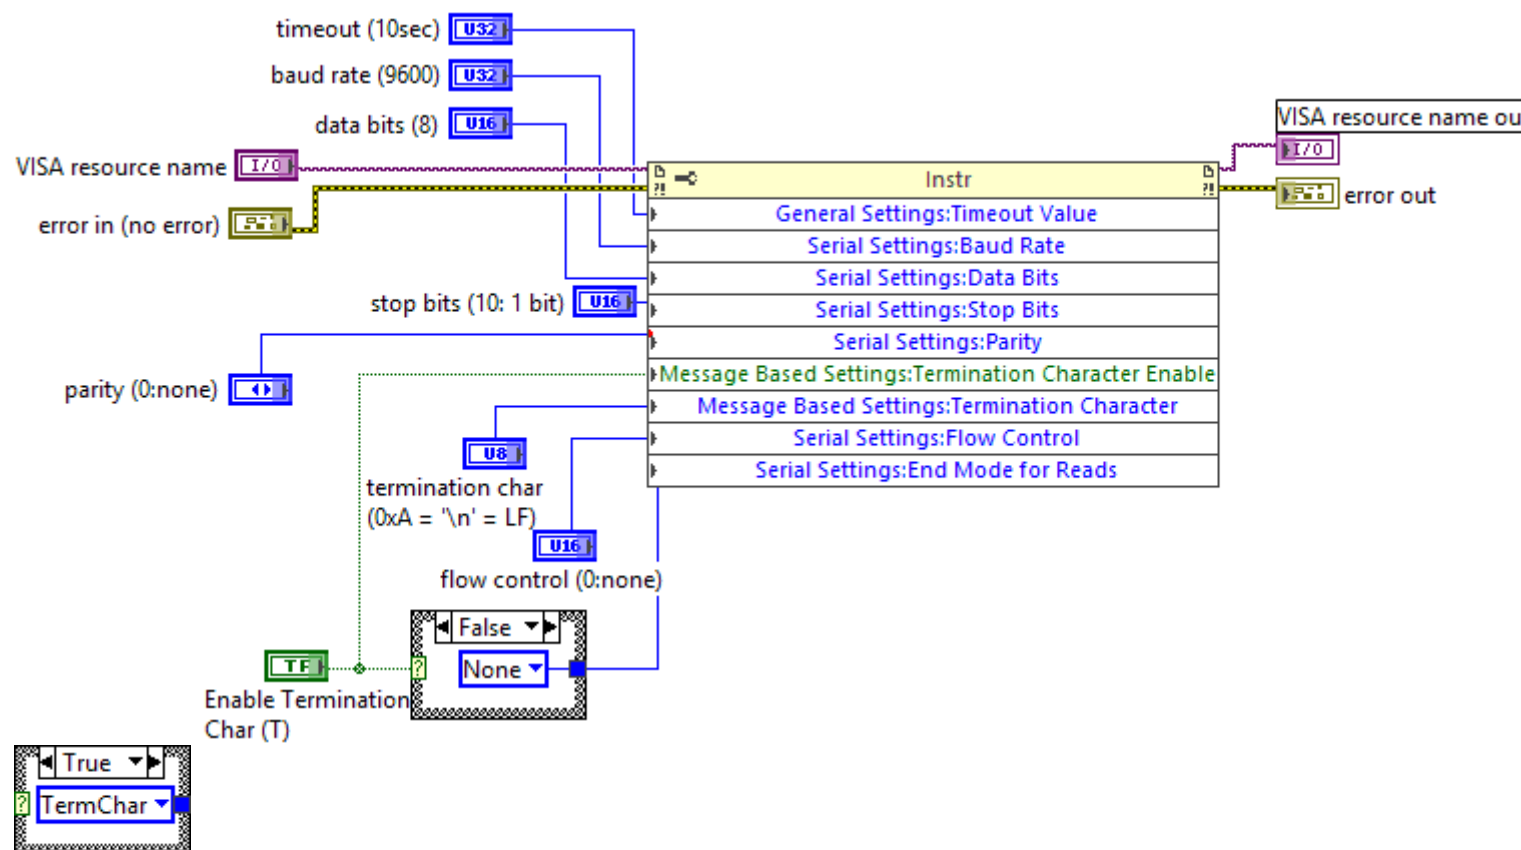 timeout (10sec) U32
baud rate (9600) U32
data bits (8) U16
VISA resource name I/O
error in (no error)
stop bits (10: 1 bit) U16
parity (0:none)
Instr
General Settings:Timeout Value
Serial Settings:Baud Rate
Serial Settings:Data Bits
Serial Settings:Stop Bits
Serial Settings:Parity
Message Based Settings:Termination Character Enable
Message Based Settings:Termination Character
Serial Settings:Flow Control
Serial Settings:End Mode for Reads
VISA resource name ou
I/O
error out
U8
termination char
(0xA = '\n' = LF)
U16
flow control (0:none)
False
None
TF
?
Enable Termination
Char (T)
True
?
TermChar